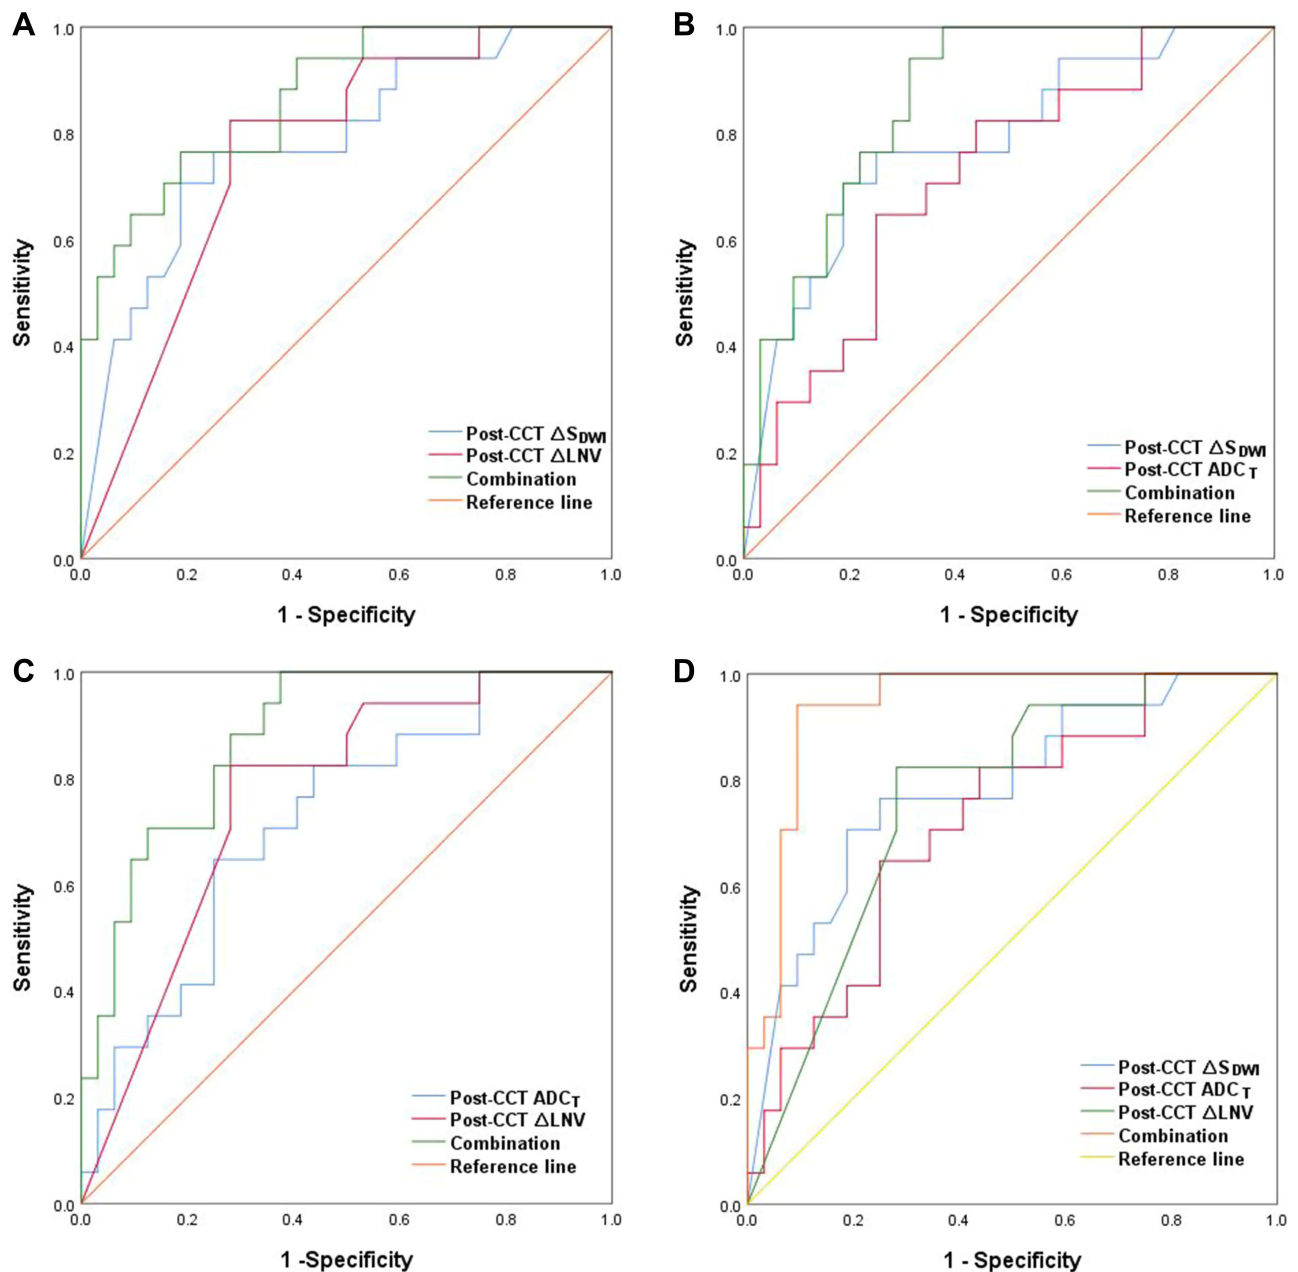 A
1.0
0.8
0.6
0.4
0.2
0.0
Sensitivity
0.0 0.2 0.4 0.6 0.8 1.0
1 - Specificity
Post-CCT △SDWI
Post-CCT △LNV
Combination
Reference line
B
1.0
0.8
0.6
0.4
0.2
0.0
Sensitivity
0.0 0.2 0.4 0.6 0.8 1.0
1 - Specificity
Post-CCT △SDWI
Post-CCT ADCT
Combination
Reference line
C
1.0
0.8
0.6
0.4
0.2
0.0
Sensitivity
0.0 0.2 0.4 0.6 0.8 1.0
1 -Specificity
Post-CCT ADCT
Post-CCT △LNV
Combination
Reference line
D
1.0
0.8
0.6
0.4
0.2
0.0
Sensitivity
0.0 0.2 0.4 0.6 0.8 1.0
1 - Specificity
Post-CCT △SDWI
Post-CCT ADCT
Post-CCT △LNV
Combination
Reference line